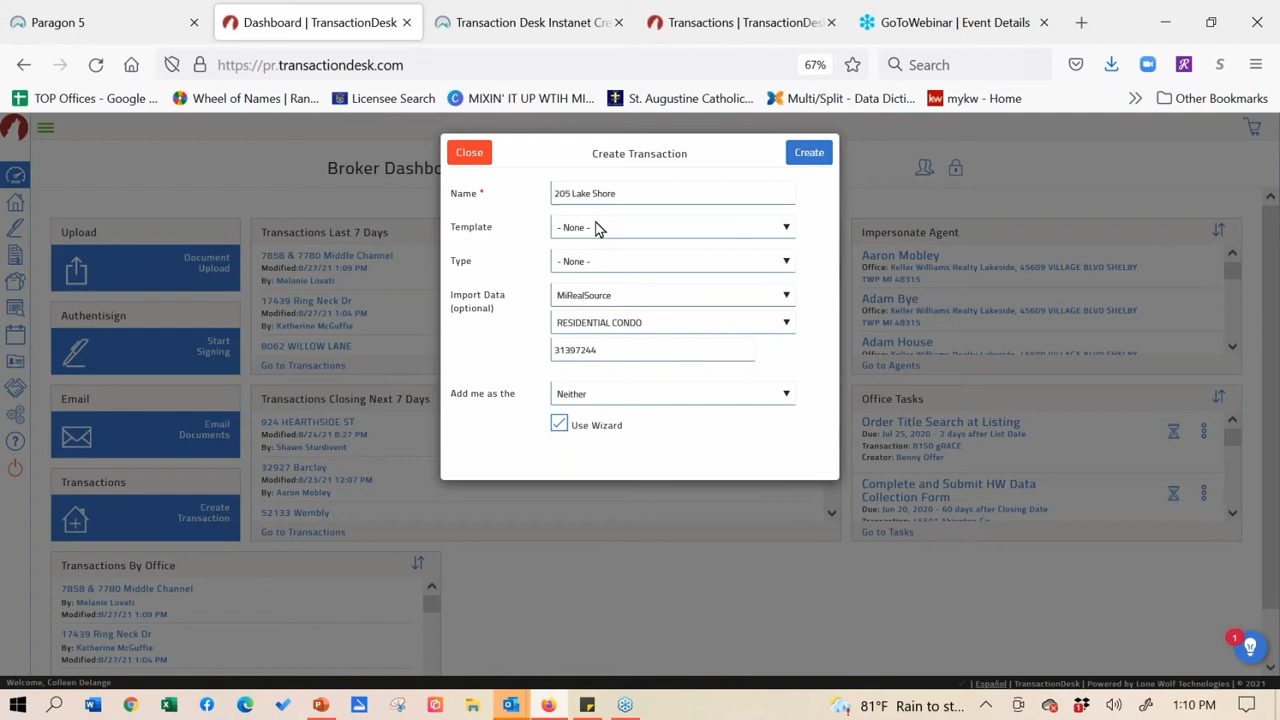 Paragon 5
Dashboard | TransactionDesk
Transaction Desk Instanet Cre
Transactions | TransactionDes
GoToWebinar | Event Details
https://pr.transactiondesk.com
67%
Search
TOP Offices - Google ...
Wheel of Names | Ran...
Licensee Search
MIXIN' IT UP WTIH MI...
St. Augustine Catholic...
Multi/Split - Data Dicti...
mykw - Home
Other Bookmarks
Broker Dashbo
Close
Create Transaction
Create
Name *
205 Lake Shore
Template
- None -
Type
- None -
Import Data
(optional)
MiRealSource
RESIDENTIAL CONDO
31397244
Add me as the
Neither
Use Wizard
Upload
Document
Upload
Authentisign
Start
Signing
Email
Email
Documents
Transactions
Create
Transaction
Transactions Last 7 Days
7858 & 7780 Middle Channel
Modified:8/27/21 1:09 PM
By: Melanie Lovati
17439 Ring Neck Dr
Modified:8/27/21 1:04 PM
By: Katherine McGuffie
8062 WILLOW LANE
Go to Transactions
Transactions Closing Next 7 Days
924 HEARTHSIDE ST
Modified:8/24/21 8:27 PM
By: Shawn Sturdivent
32927 Barclay
Modified:8/23/21 12:07 PM
By: Aaron Mobley
52133 Wembly
Go to Transactions
Impersonate Agent
Aaron Mobley
Office: Keller Williams Realty Lakeside, 45609 VILLAGE BLVD SHELBY
TWP MI 48315
Adam Bye
Office: Keller Williams Realty Lakeside, 45609 VILLAGE BLVD SHELBY
TWP MI 48315
Adam House
Go to Agents
Office Tasks
Order Title Search at Listing
Due: Jul 25, 2020 - 2 days after List Date
Transaction: 8150 gRACE
Creator: Benny Offer
Complete and Submit HW Data
Collection Form
Due: Jun 20, 2020 - 60 days after Closing Date
Go to Tasks
Transactions By Office
7858 & 7780 Middle Channel
By: Melanie Lovati
Modified:8/27/21 1:09 PM
17439 Ring Neck Dr
By: Katherine McGuffie
Modified:8/27/21 1:04 PM
1
Welcome, Colleen Delange
| Español | TransactionDesk | Powered by Lone Wolf Technologies | © 2021
81°F Rain to st...
1:10 PM